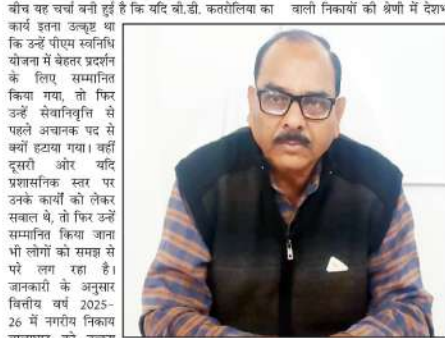 बीच यह चर्चा बनी हुई है कि यदि बी.डी. कतरोलिया का
कार्य इतना उत्कृष्ट था
कि उन्हें पीएम स्वनिधि
योजना में बेहतर प्रदर्शन
के लिए सम्मानित
किया गया, तो फिर
उन्हें सेवानिवृत्ति से
पहले अचानक पद से
क्यों हटाया गया। वहीं
दूसरी ओर यदि
प्रशासनिक स्तर पर
उनके कार्यों को लेकर
सवाल थे, तो फिर उन्हें
सम्मानित किया जाना
भी लोगों को समझ से
परे लग रहा है।
जानकारी के अनुसार
वित्तीय वर्ष 2025-
26 में नगरीय निकाय
वाली निकायों की श्रेणी में